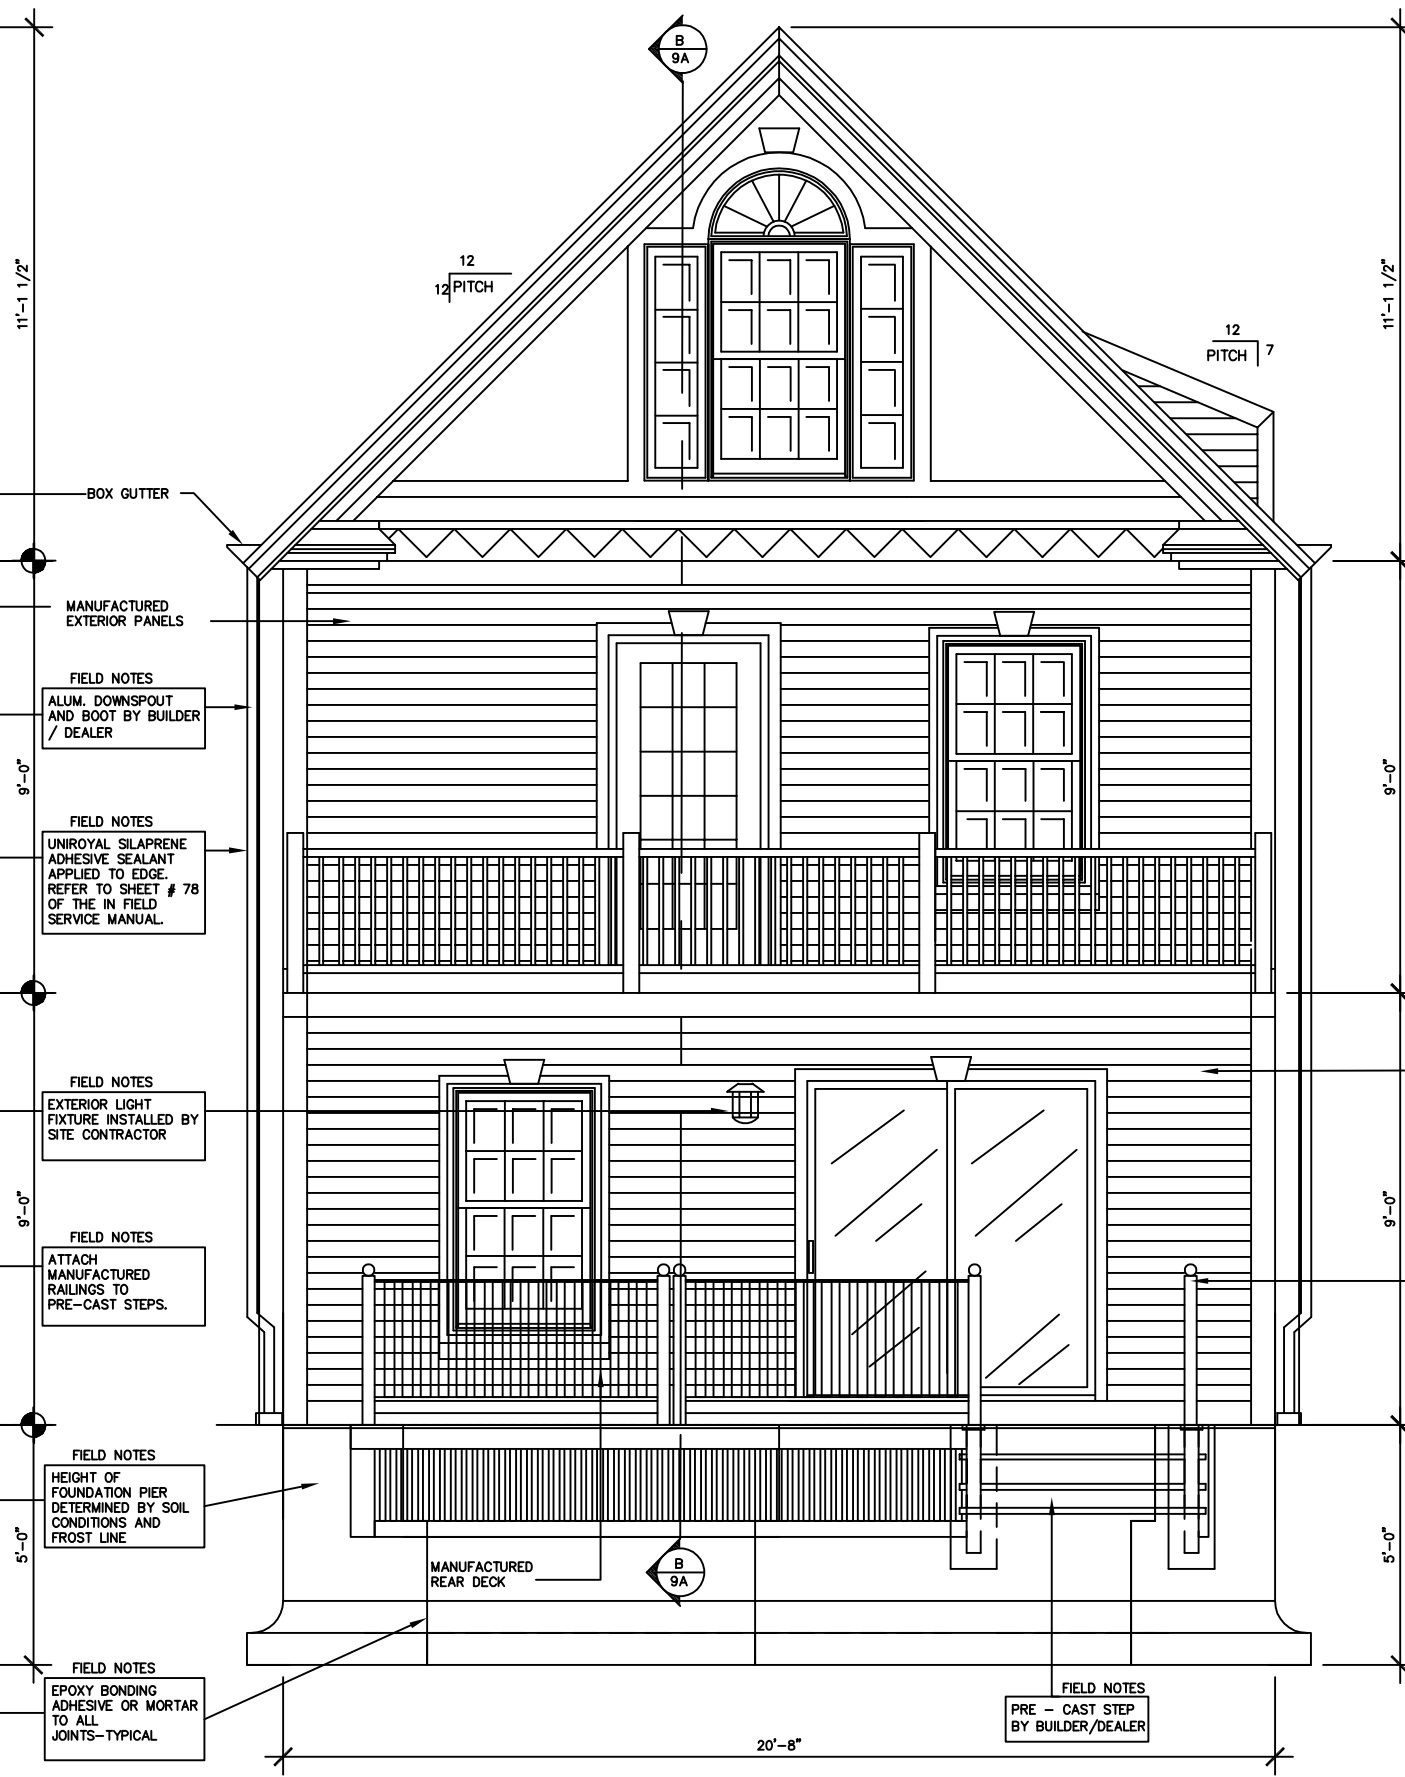 B
9A
11'-1 1/2"
11'-1 1/2"
12
12 PITCH
12
PITCH 7
BOX GUTTER
MANUFACTURED
EXTERIOR PANELS
FIELD NOTES
ALUM. DOWNSPOUT
AND BOOT BY BUILDER
/ DEALER
9'-0"
9'-0"
FIELD NOTES
UNIROYAL SILAPRENE
ADHESIVE SEALANT
APPLIED TO EDGE.
REFER TO SHEET # 78
OF THE IN FIELD
SERVICE MANUAL.
FIELD NOTES
EXTERIOR LIGHT
FIXTURE INSTALLED BY
SITE CONTRACTOR
9'-0"
9'-0"
FIELD NOTES
ATTACH
MANUFACTURED
RAILINGS TO
PRE-CAST STEPS.
FIELD NOTES
HEIGHT OF
FOUNDATION PIER
DETERMINED BY SOIL
CONDITIONS AND
FROST LINE
5'-0"
5'-0"
MANUFACTURED
REAR DECK
B
9A
FIELD NOTES
EPOXY BONDING
ADHESIVE OR MORTAR
TO ALL
JOINTS-TYPICAL
FIELD NOTES
PRE - CAST STEP
BY BUILDER/DEALER
20'-8"